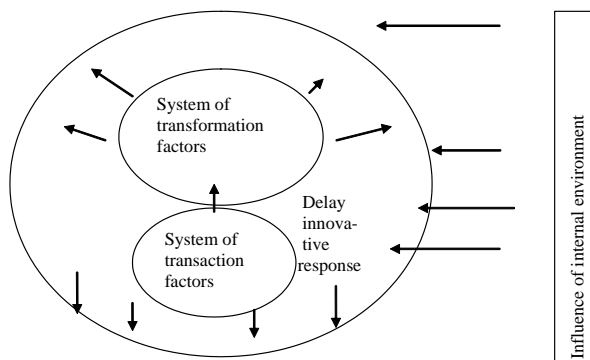 System of
transformation
factors
Delay
innova-
tive
response
System of
transaction
factors
Influence of internal environment